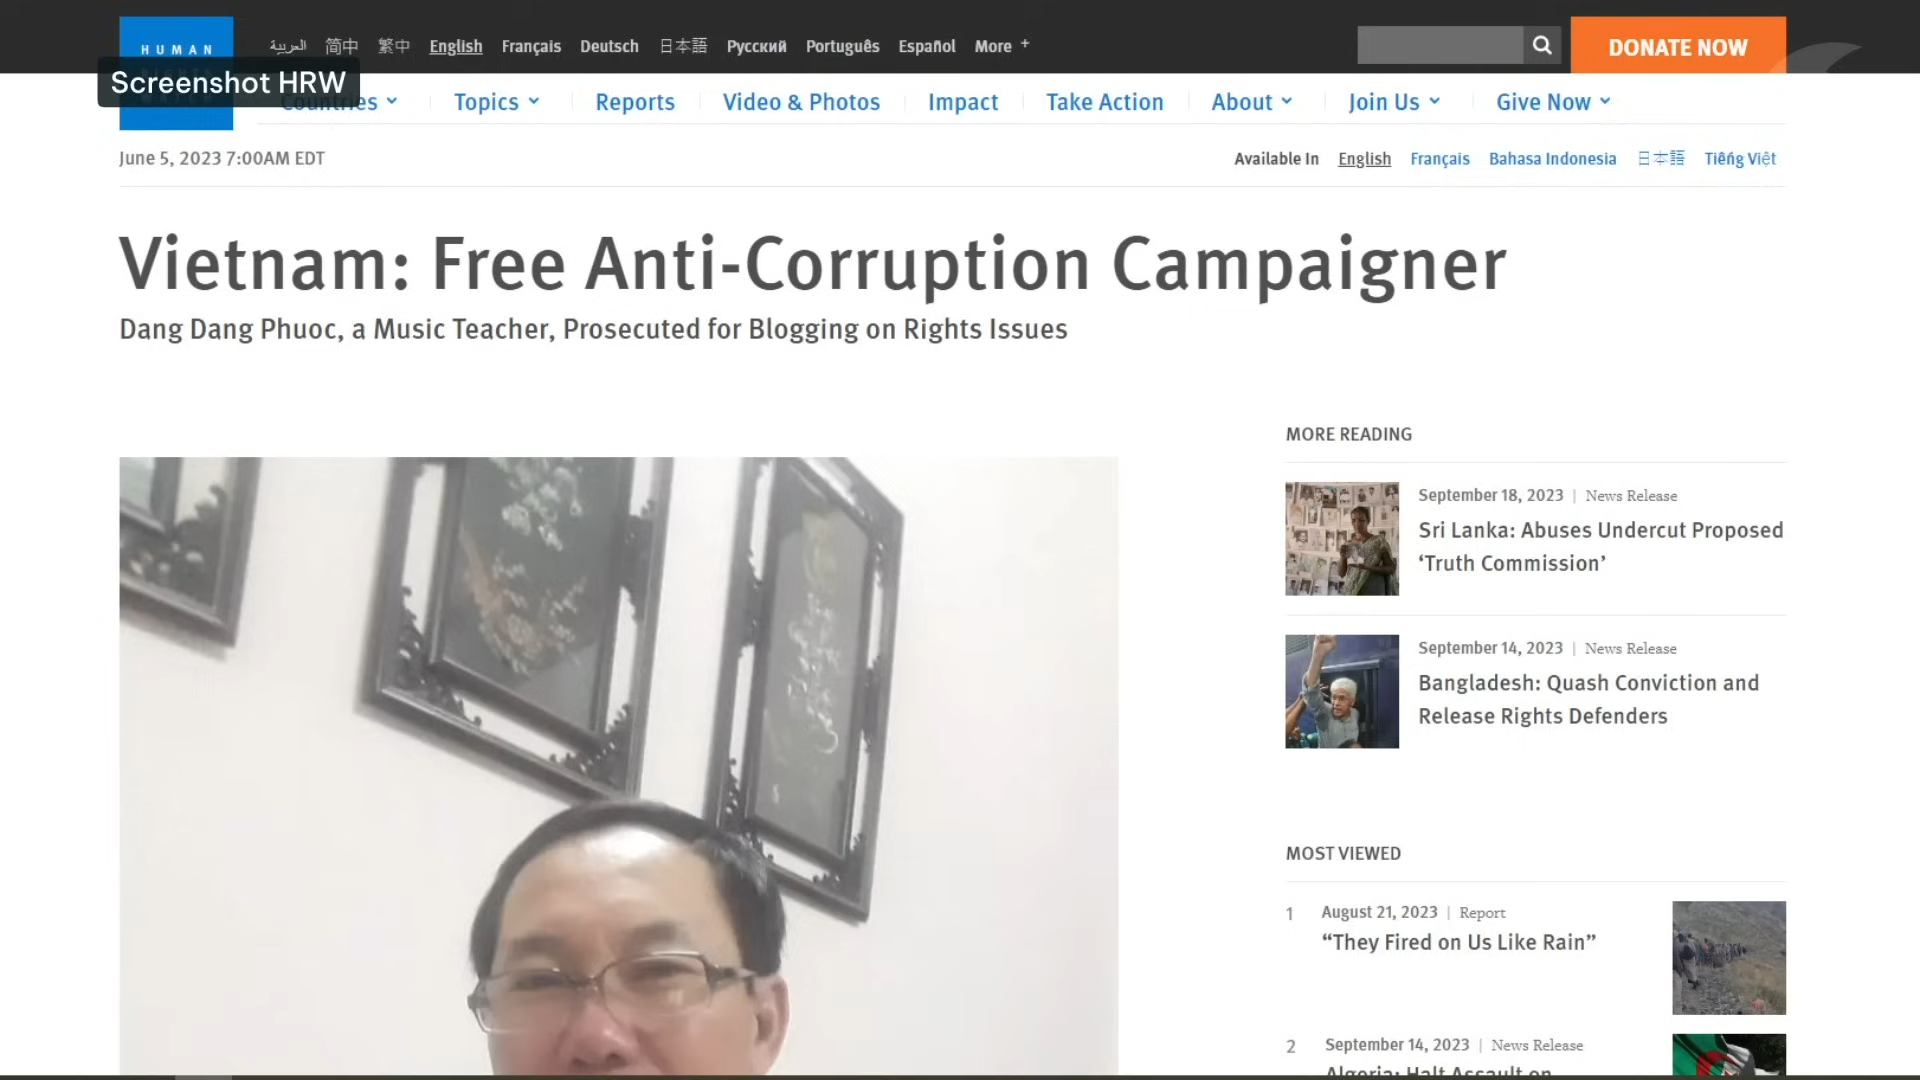 HUMAN
العربية 简中 繁中 English Français Deutsch 日本語 Русский Português Español More +
DONATE NOW
Screenshot HRW
Countries Topics Reports Video & Photos Impact Take Action About Join Us Give Now
June 5, 2023 7:00AM EDT
Available In English Français Bahasa Indonesia 日本語 Tiếng Việt
Vietnam: Free Anti-Corruption Campaigner
Dang Dang Phuoc, a Music Teacher, Prosecuted for Blogging on Rights Issues
MORE READING
September 18, 2023 | News Release
Sri Lanka: Abuses Undercut Proposed
‘Truth Commission’
September 14, 2023 | News Release
Bangladesh: Quash Conviction and
Release Rights Defenders
MOST VIEWED
1 August 21, 2023 | Report
“They Fired on Us Like Rain”
2 September 14, 2023 | News Release
Algeria: Halt Assault on